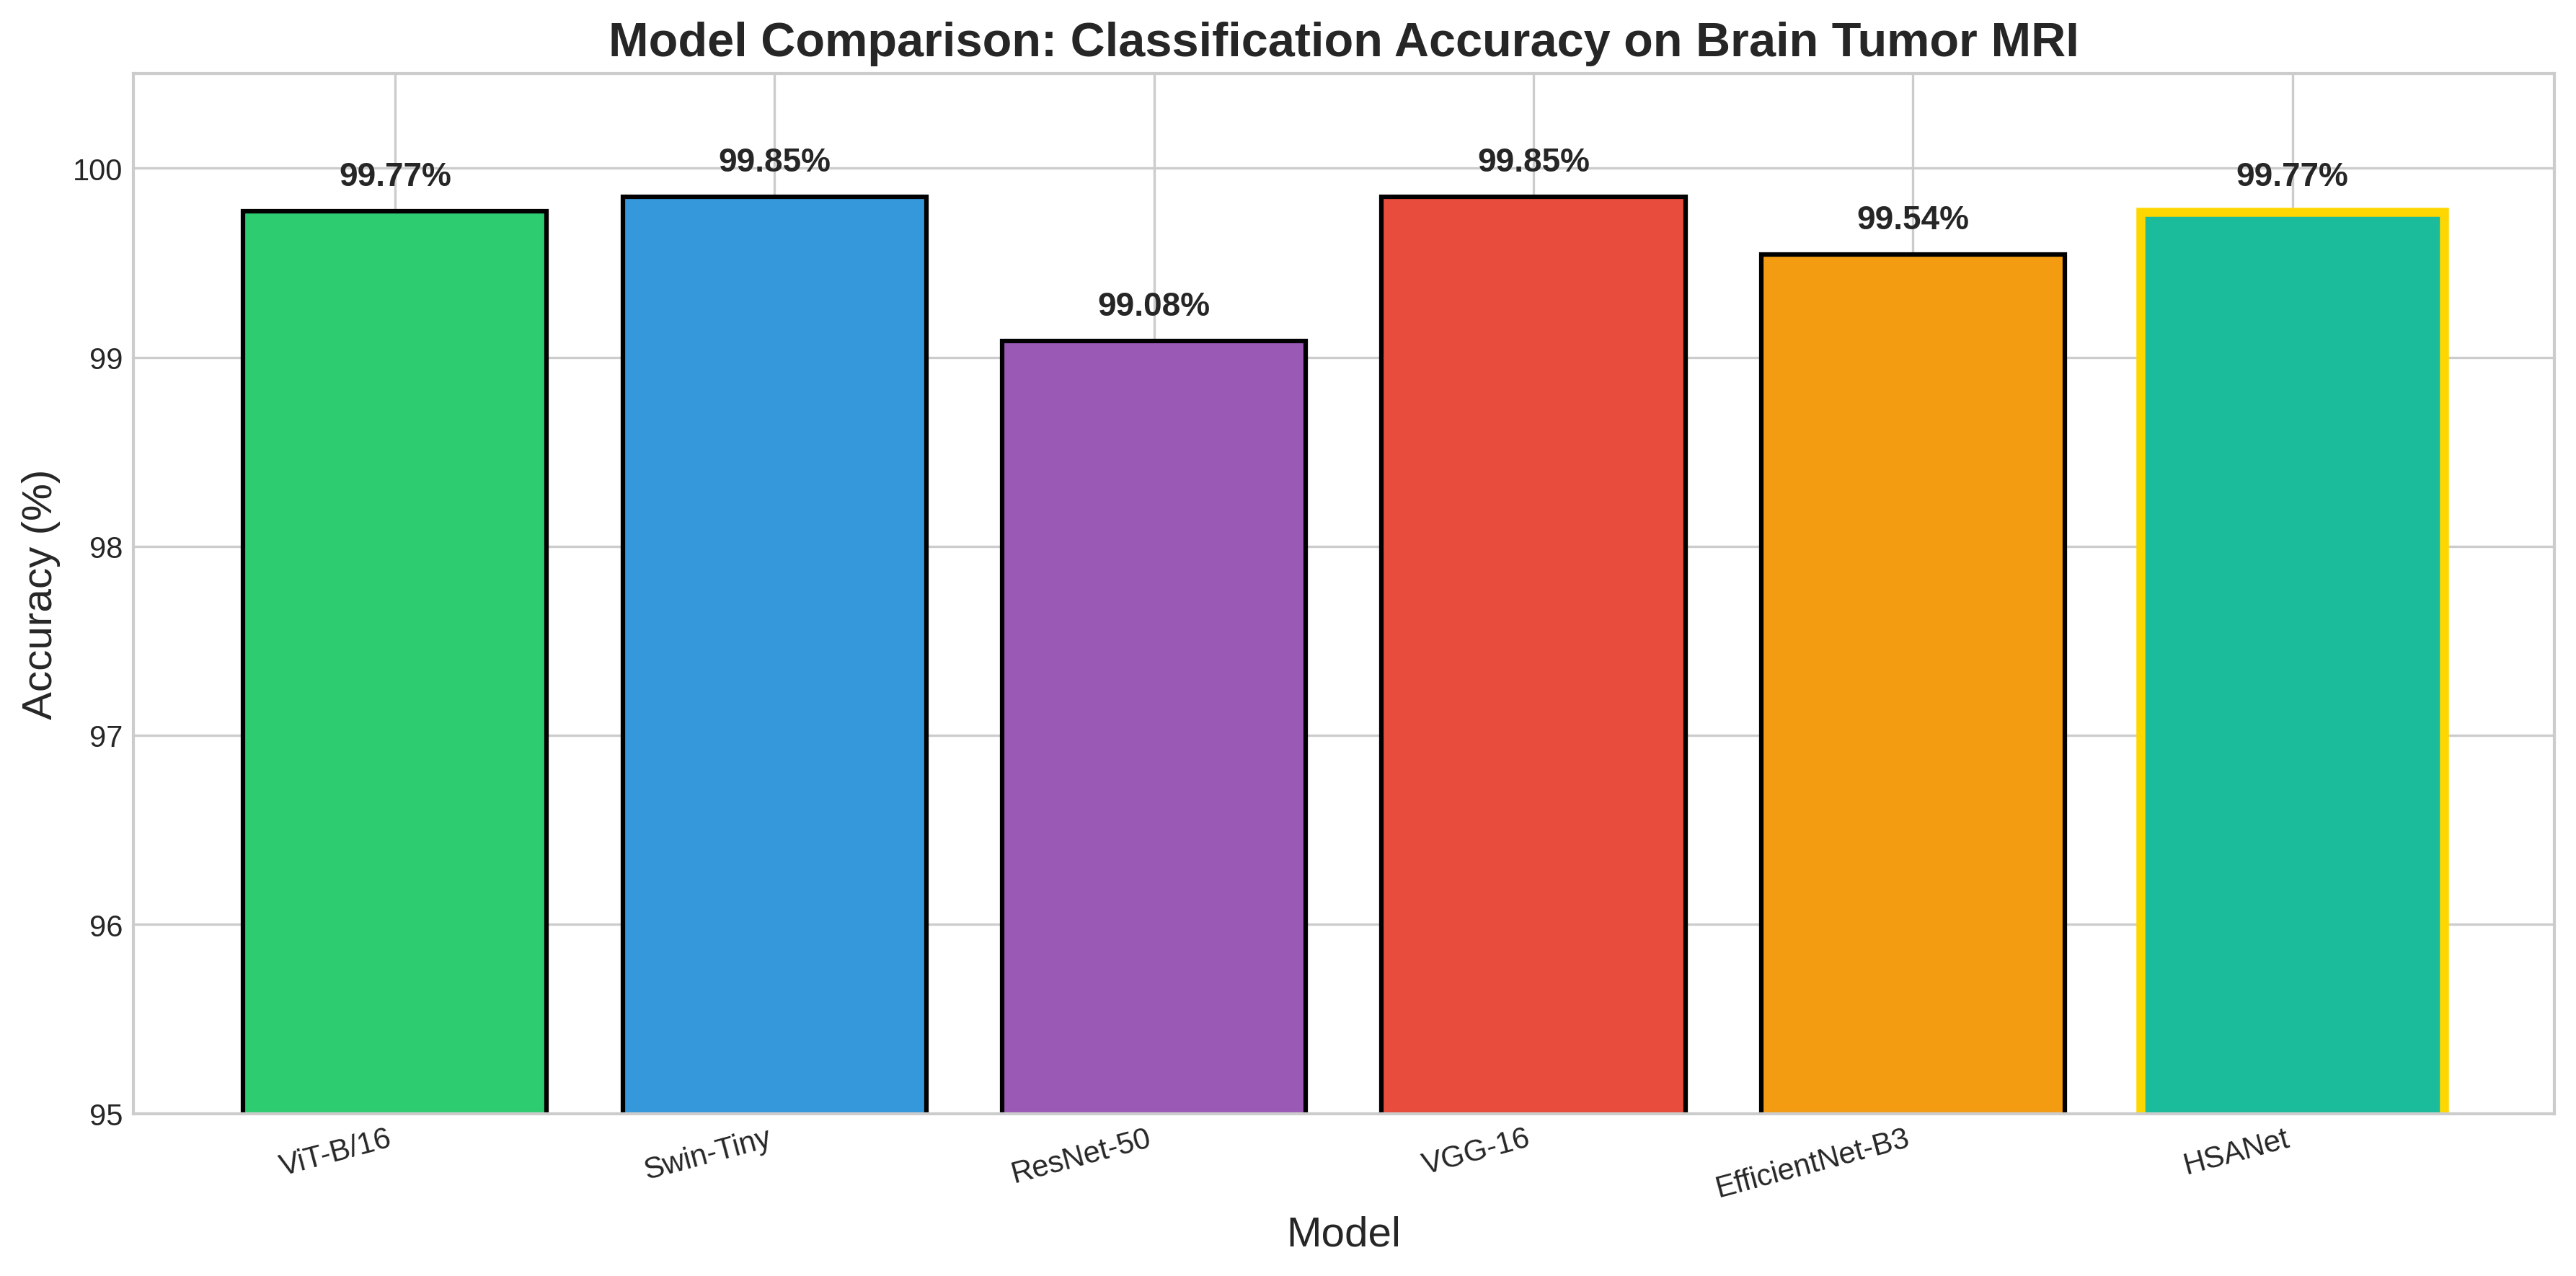 Model Comparison: Classification Accuracy on Brain Tumor MRI
Accuracy (%)
100
99
98
97
96
95
99.77%
99.85%
99.08%
99.85%
99.54%
99.77%
ViT-B/16
Swin-Tiny
ResNet-50
VGG-16
EfficientNet-B3
HSANet
Model